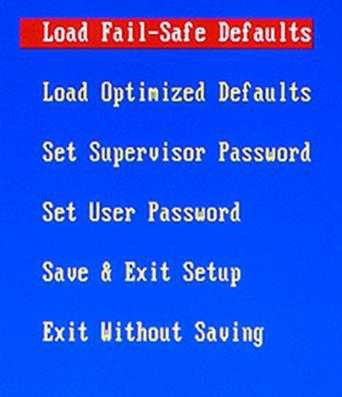 Load Fail-Safe Defaults
Load Optimized Defaults
Set Supervisor Password
Set User Password
Save & Exit Setup
Exit Without Saving